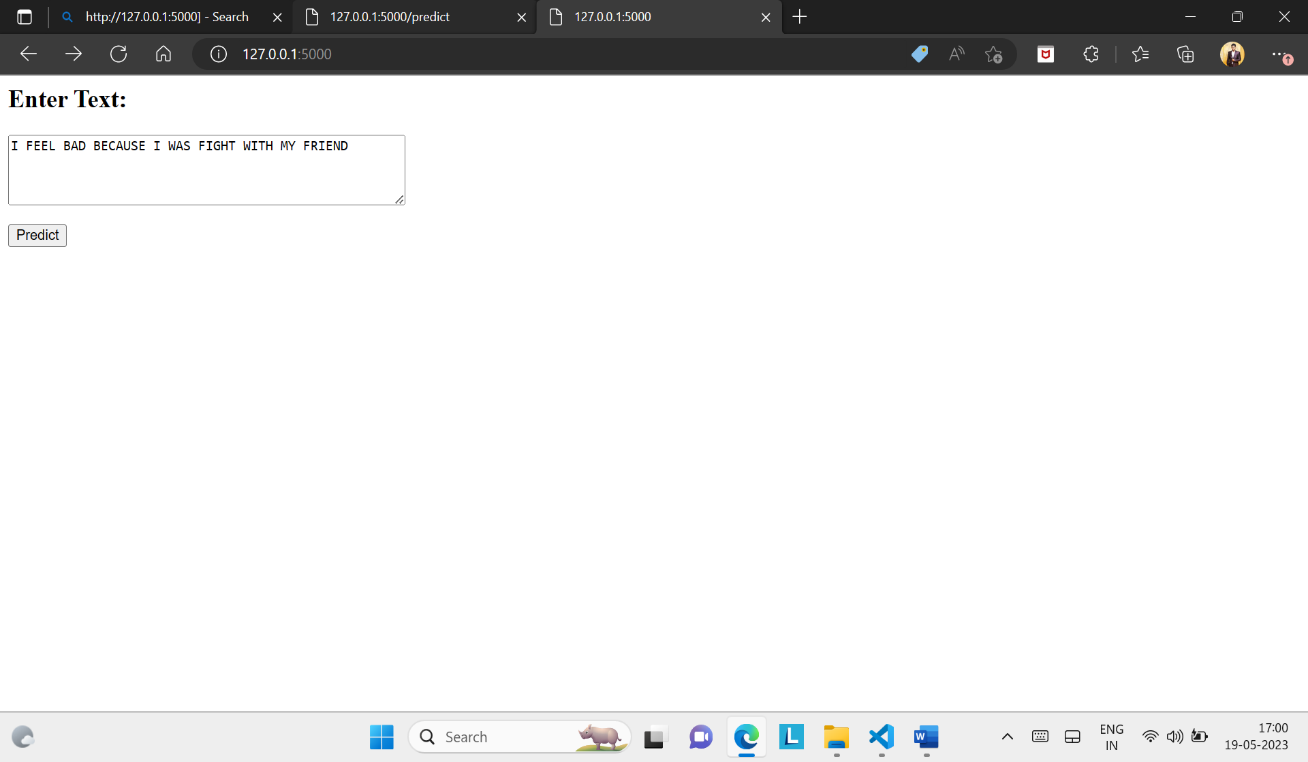 http://127.0.0.1:5000] - Search
127.0.0.1:5000/predict
127.0.0.1:5000
127.0.0.1:5000
Enter Text:
I FEEL BAD BECAUSE I WAS FIGHT WITH MY FRIEND
Predict
Search
ENG
IN
17:00
19-05-2023